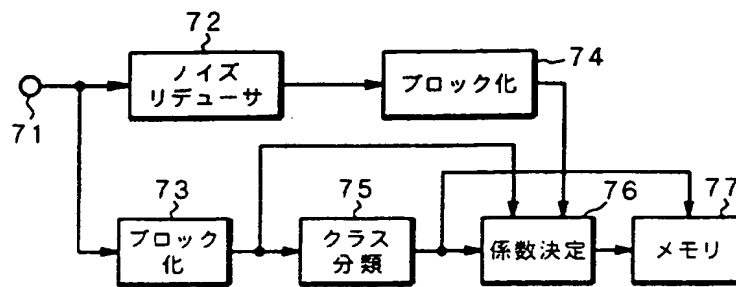 72
ノイズ
リデューサ
74
ブロック化
71
73
ブロック
化
75
クラス
分類
76
係数決定
77
メモリ